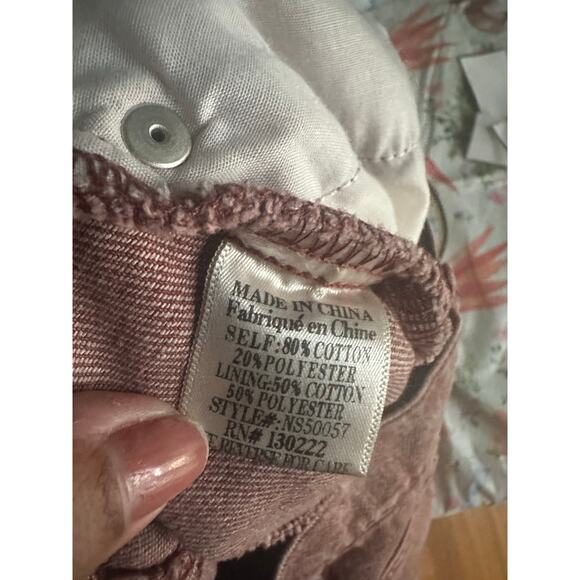 MADE IN CHINA
Fabriqué en Chine
SELF:80% COTTON
20% POLYESTER
LINING:50% COTTON
50% POLYESTER
STYLE#:NS50057
RN# 130222
REVERSE FOR CARE